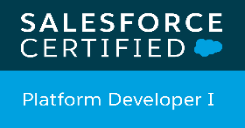 SALESFORCE
CERTIFIED
Platform Developer I